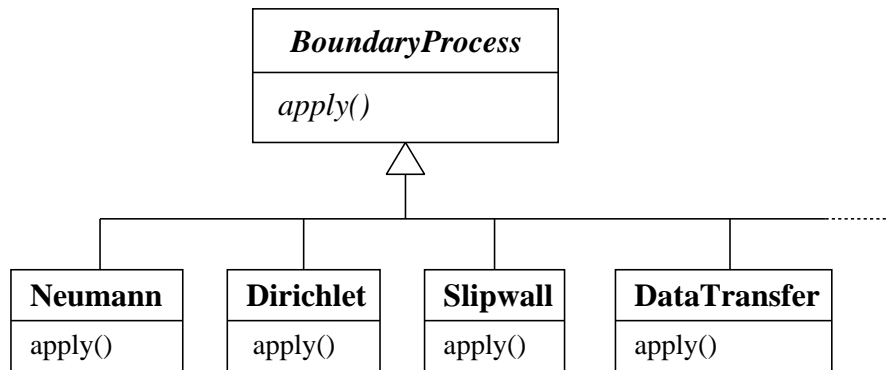 BoundaryProcess
apply()
Neumann
apply()
Dirichlet
apply()
Slipwall
apply()
DataTransfer
apply()